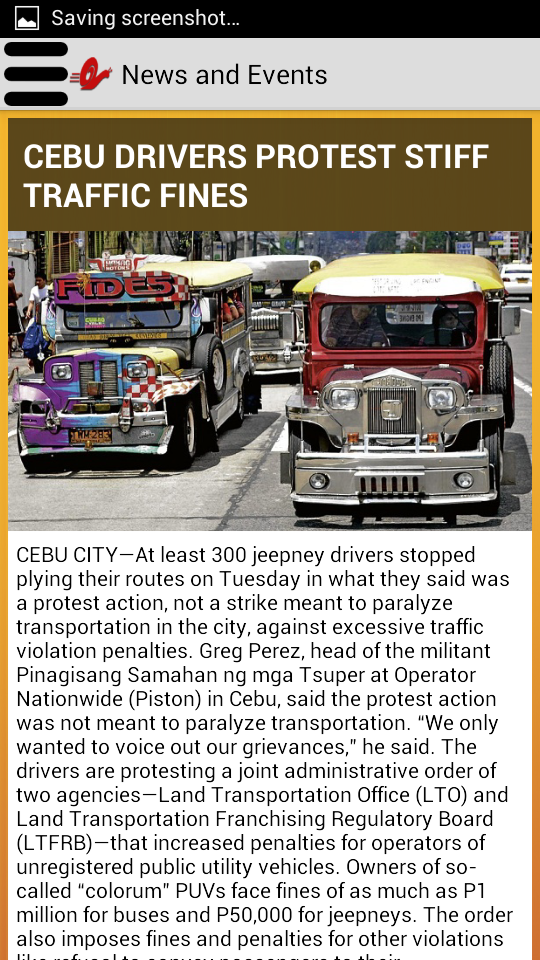 Saving screenshot...
News and Events
CEBU DRIVERS PROTEST STIFF
TRAFFIC FINES
FIDES
CEBU CITY—At least 300 jeepney drivers stopped
plying their routes on Tuesday in what they said was
a protest action, not a strike meant to paralyze
transportation in the city, against excessive traffic
violation penalties. Greg Perez, head of the militant
Pinagisang Samahan ng mga Tsuper at Operator
Nationwide (Piston) in Cebu, said the protest action
was not meant to paralyze transportation. “We only
wanted to voice out our grievances,” he said. The
drivers are protesting a joint administrative order of
two agencies—Land Transportation Office (LTO) and
Land Transportation Franchising Regulatory Board
(LTFRB)—that increased penalties for operators of
unregistered public utility vehicles. Owners of so-
called “colorum” PUVs face fines of as much as P1
million for buses and P50,000 for jeepneys. The order
also imposes fines and penalties for other violations
like refusal to convey passengers to their